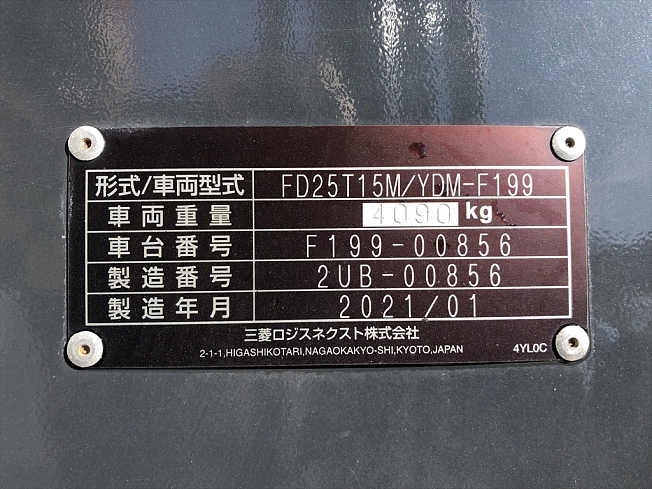 形式/車両型式 FD25T15M/YDM-F199
車両重量 4090 kg
車台番号 F199-00856
製造番号 2UB-00856
製造年月 2021/01
三菱ロジスネクスト株式会社
2-1-1,HIGASHIKOTARI,NAGAOKAKYO-SHI,KYOTO,JAPAN 4YL0C